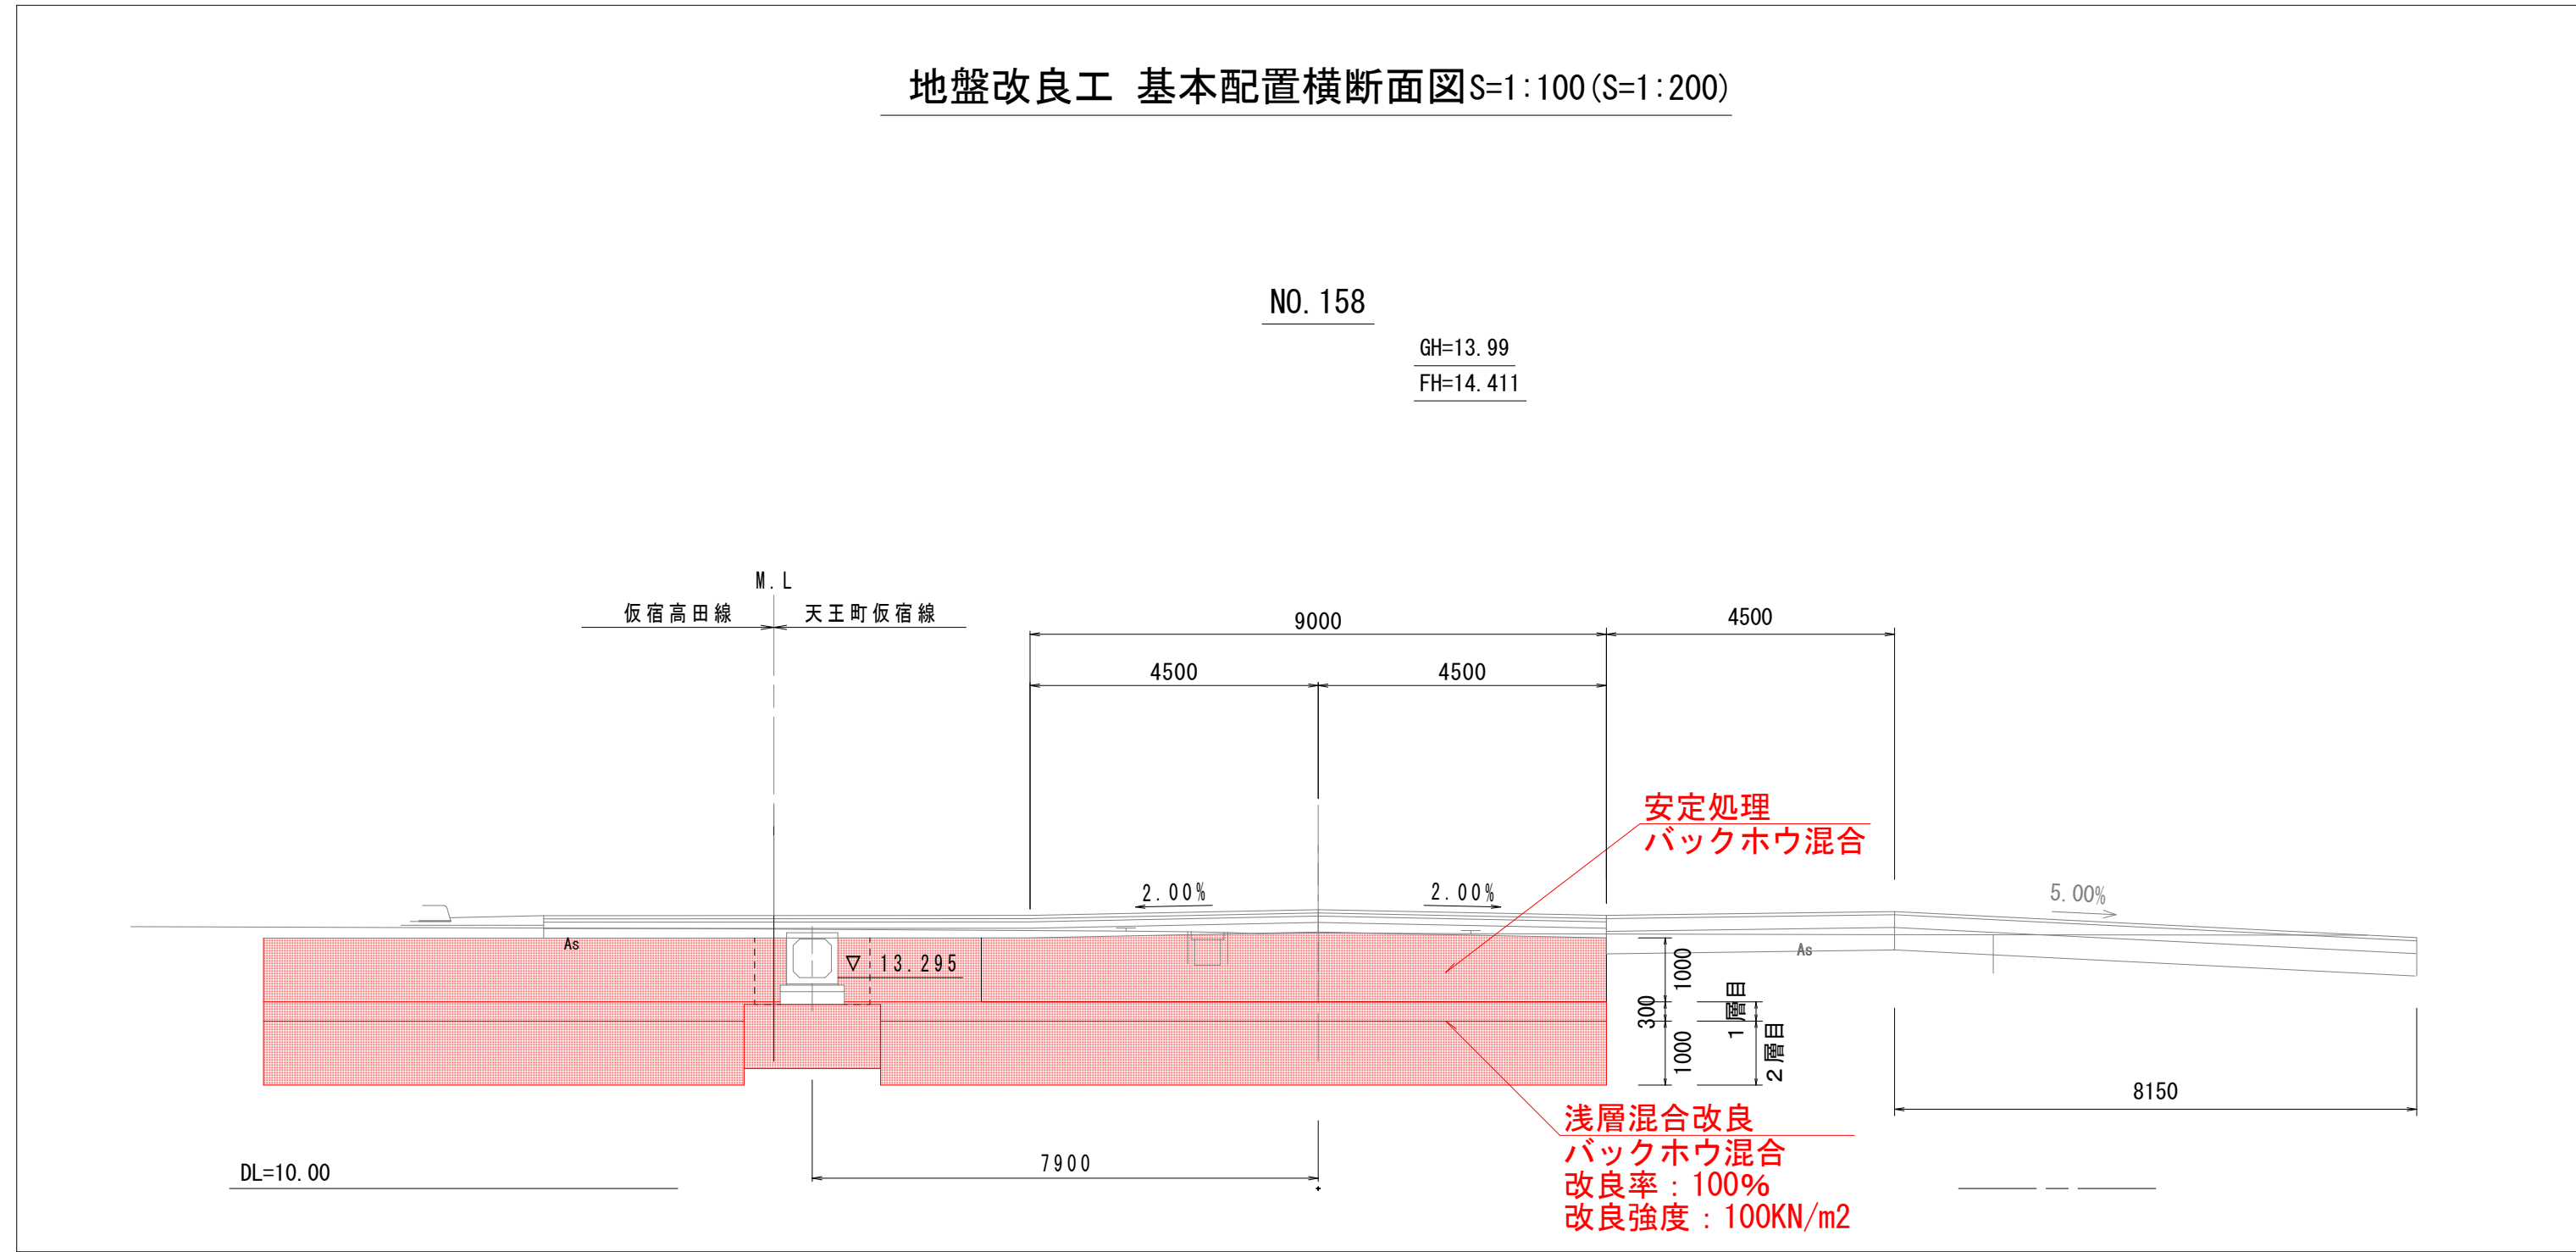 地盤改良工 基本配置横断面図S=1:100(S=1:200)
NO.158
GH=13.99
FH=14.411
M.L
仮宿高田線
天王町仮宿線
9000
4500
4500
4500
安定処理
バックホウ混合
2.00%
2.00%
5.00%
As
▽ 13.295
As
1000
300
1000
1層目
2層目
8150
浅層混合改良
バックホウ混合
改良率：100%
改良強度：100KN/m2
7900
DL=10.00